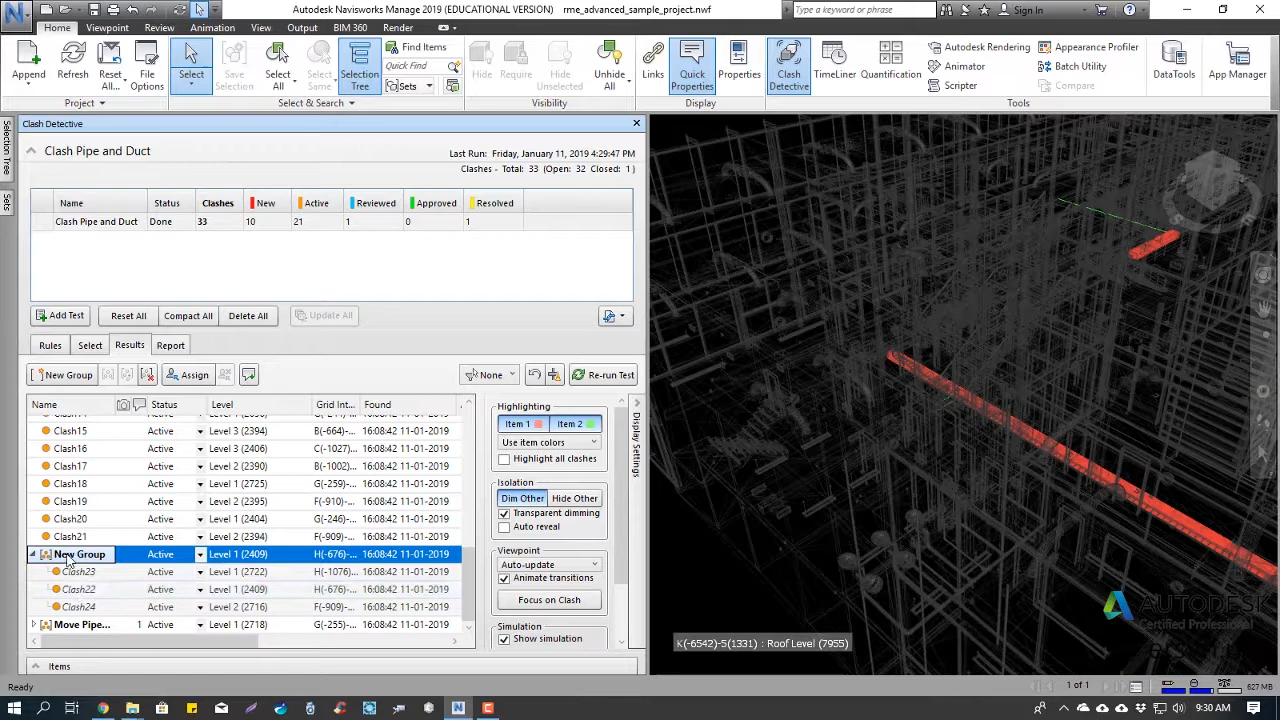 Autodesk Navisworks Manage 2019 (EDUCATIONAL VERSION) rme_advanced_sample_project.nwf
Type a keyword or phrase
Sign In
Home Viewpoint Review Animation View Output BIM 360 Render
Append Refresh Reset All... File Options
Project
Select Save Selection Select All Select Same Selection Tree
Find Items
Quick Find
Sets
Select & Search
Hide Require Hide Unselected Unhide All
Visibility
Links Quick Properties Properties
Display
Clash Detective TimeLiner Quantification
Autodesk Rendering
Animator
Scripter
Appearance Profiler
Batch Utility
Compare
Tools
DataTools
App Manager
Selection Tree
Sets
Clash Detective
Clash Pipe and Duct
Last Run: Friday, January 11, 2019 4:29:47 PM
Clashes - Total: 33 (Open: 32 Closed: 1)
Name Status Clashes New Active Reviewed Approved Resolved
Clash Pipe and Duct Done 33 10 21 1 0 1
Add Test Reset All Compact All Delete All Update All
Rules Select Results Report
New Group Assign None Re-run Test
Name Status Level Grid Int... Found
Clash15 Active Level 3 (2394) B(-664)-... 16:08:42 11-01-2019
Clash16 Active Level 3 (2406) C(-1027)-... 16:08:42 11-01-2019
Clash17 Active Level 2 (2390) B(-1002)-... 16:08:42 11-01-2019
Clash18 Active Level 1 (2725) G(-259)-... 16:08:42 11-01-2019
Clash19 Active Level 2 (2395) F(-910)-... 16:08:42 11-01-2019
Clash20 Active Level 1 (2404) G(-246)-... 16:08:42 11-01-2019
Clash21 Active Level 2 (2392) F(-909)-... 16:08:42 11-01-2019
New Group Active Level 1 (2409) H(-676)-... 16:08:42 11-01-2019
Clash23 Active Level 1 (2722) H(-1076)-... 16:08:42 11-01-2019
Clash22 Active Level 1 (2409) H(-676)-... 16:08:42 11-01-2019
Clash24 Active Level 2 (2716) F(-909)-... 16:08:42 11-01-2019
Move Pipe... 1 Active Level 1 (2718) G(-255)-... 16:08:42 11-01-2019
Highlighting
Item 1 Item 2
Use item colors
Highlight all clashes
Isolation
Dim Other Hide Other
Transparent dimming
Auto reveal
Viewpoint
Auto-update
Animate transitions
Focus on Clash
Simulation
Show simulation
Display Settings
Items
K(-6542)-5(1331) : Roof Level (7955)
AUTODESK
Certified Professional
Ready
1 of 1
627 MB
9:30 AM